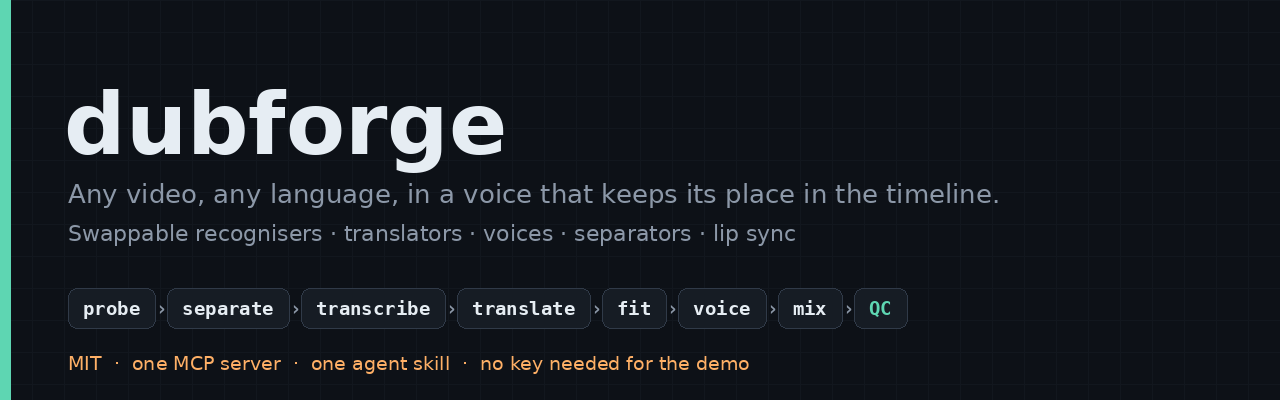 dubforge
Any video, any language, in a voice that keeps its place in the timeline.
Swappable recognisers · translators · voices · separators · lip sync
probe › separate › transcribe › translate › fit › voice › mix › QC
MIT · one MCP server · one agent skill · no key needed for the demo